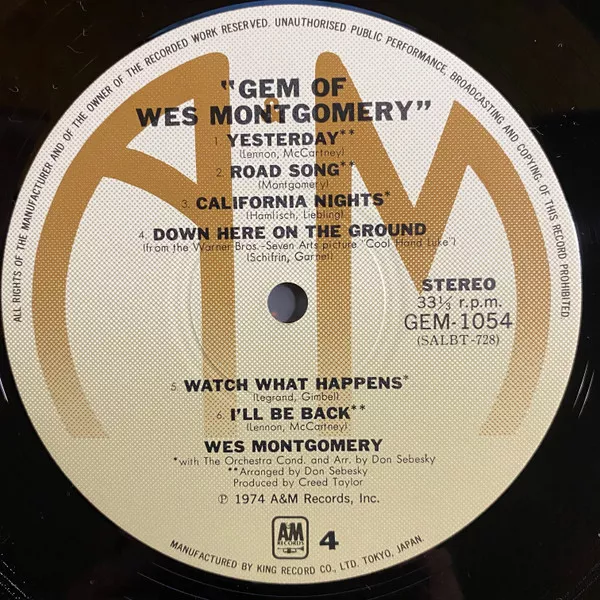 ALL RIGHTS OF THE MANUFACTURER AND OF THE OWNER OF THE RECORDED WORK RESERVED. UNAUTHORISED PUBLIC PERFORMANCE, BROADCASTING AND COPYING OF THIS RECORD PROHIBITED.
"GEM OF
WES MONTGOMERY"
1. YESTERDAY**
(Lennon, McCartney)
2. ROAD SONG**
(Montgomery)
3. CALIFORNIA NIGHTS*
(Hamlisch, Liebling)
4. DOWN HERE ON THE GROUND
(from the Warner Bros.-Seven Arts picture "Cool Hand Luke")
(Schifrin, Garnet)
STEREO
33⅓ r.p.m.
GEM-1054
(SALBT-728)
5. WATCH WHAT HAPPENS*
(Legrand, Gimbel)
6. I'LL BE BACK**
(Lennon, McCartney)
WES MONTGOMERY
*with The Orchestra Cond. and Arr. by Don Sebesky
**Arranged by Don Sebesky
Produced by Creed Taylor
℗ 1974 A&M Records, Inc.
AM
RECORDS
4
MANUFACTURED BY KING RECORD CO., LTD. TOKYO, JAPAN.